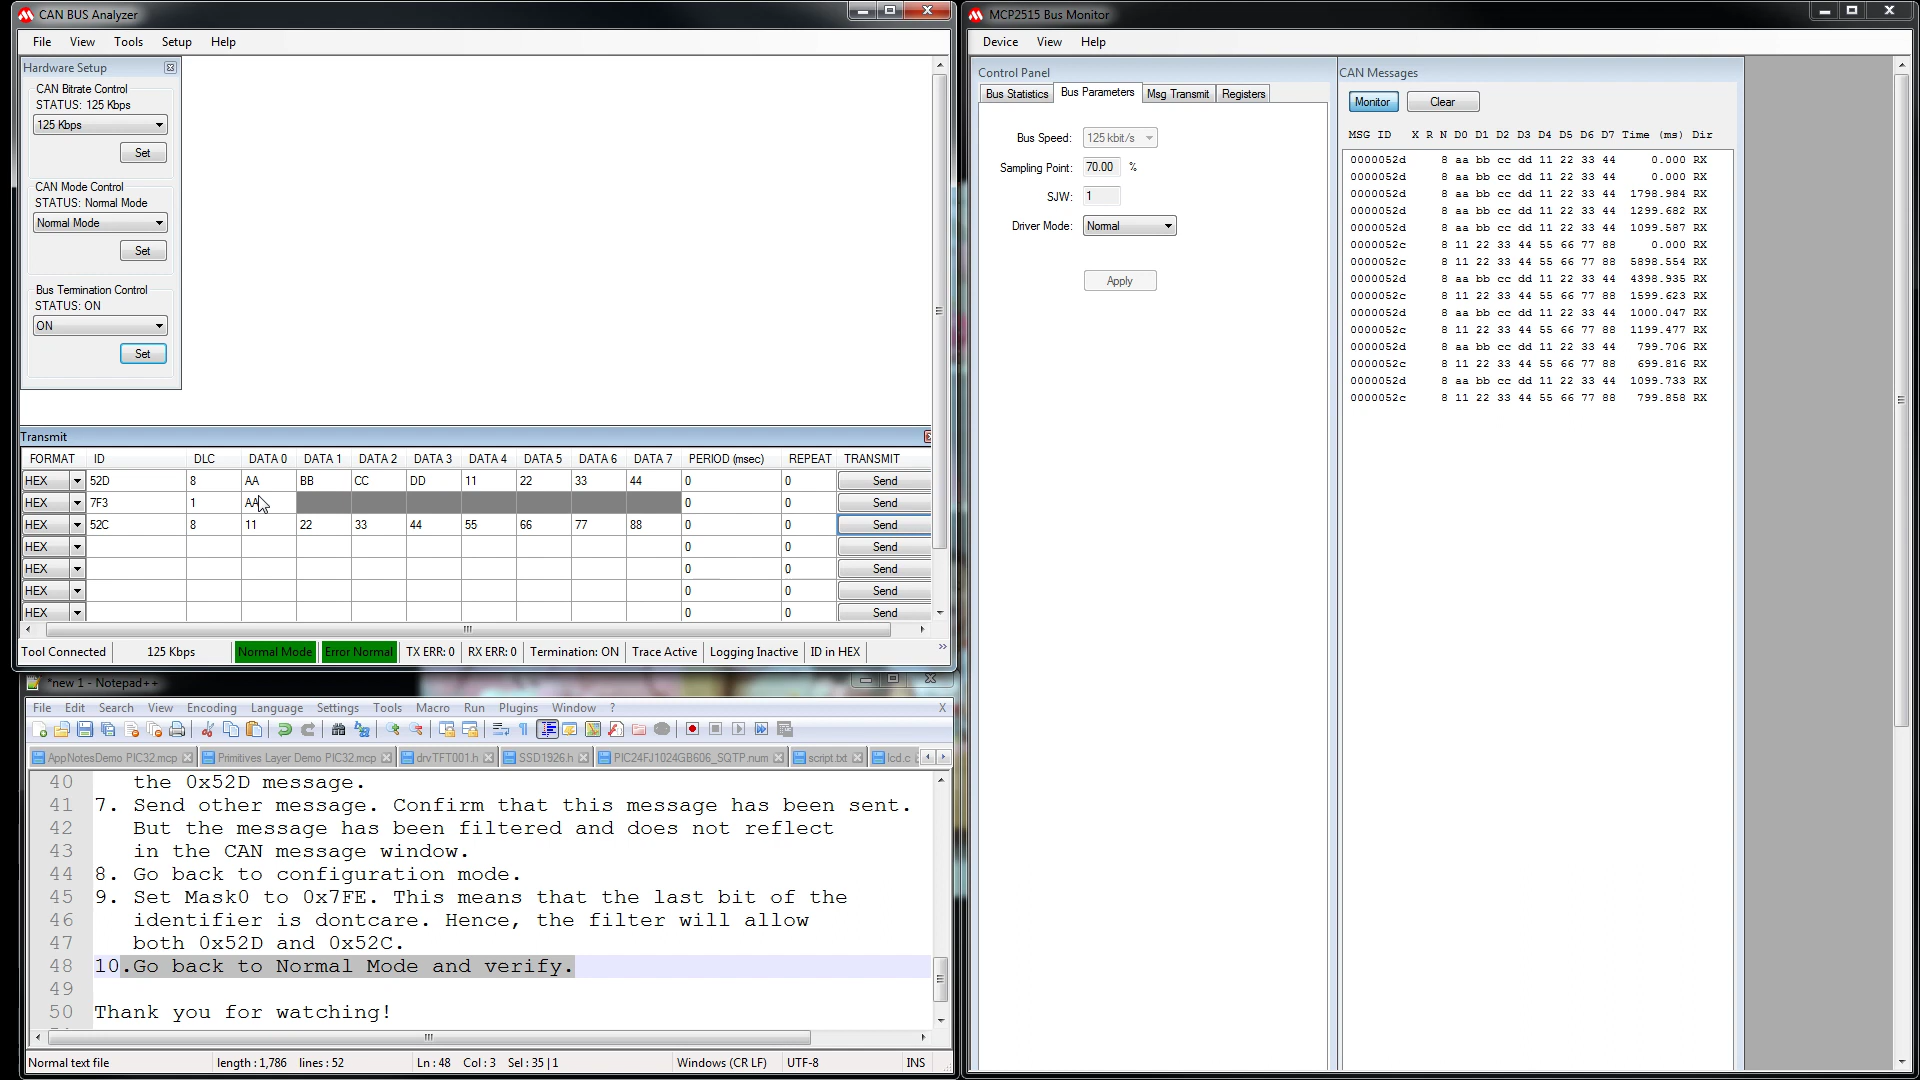 CAN BUS Analyzer
File View Tools Setup Help
Hardware Setup
CAN Bitrate Control
STATUS: 125 Kbps
125 Kbps
Set
CAN Mode Control
STATUS: Normal Mode
Normal Mode
Set
Bus Termination Control
STATUS: ON
ON
Set
Transmit
FORMAT ID DLC DATA 0 DATA 1 DATA 2 DATA 3 DATA 4 DATA 5 DATA 6 DATA 7 PERIOD (msec) REPEAT TRANSMIT
HEX 52D 8 AA BB CC DD 11 22 33 44 0 0 Send
HEX 7F3 1 AA 0 0 Send
HEX 52C 8 11 22 33 44 55 66 77 88 0 0 Send
HEX 0 0 Send
HEX 0 0 Send
HEX 0 0 Send
HEX 0 0 Send
Tool Connected 125 Kbps Normal Mode Error Normal TX ERR: 0 RX ERR: 0 Termination: ON Trace Active Logging Inactive ID in HEX
MCP2515 Bus Monitor
Device View Help
Control Panel
Bus Statistics Bus Parameters Msg Transmit Registers
Bus Speed: 125 kbit/s
Sampling Point: 70.00 %
SJW: 1
Driver Mode: Normal
Apply
CAN Messages
Monitor Clear
MSG ID X R N D0 D1 D2 D3 D4 D5 D6 D7 Time (ms) Dir
0000052d 8 aa bb cc dd 11 22 33 44 0.000 RX
0000052d 8 aa bb cc dd 11 22 33 44 0.000 RX
0000052d 8 aa bb cc dd 11 22 33 44 1798.984 RX
0000052d 8 aa bb cc dd 11 22 33 44 1299.682 RX
0000052d 8 aa bb cc dd 11 22 33 44 1099.587 RX
0000052c 8 11 22 33 44 55 66 77 88 0.000 RX
0000052c 8 11 22 33 44 55 66 77 88 5898.554 RX
0000052d 8 aa bb cc dd 11 22 33 44 4398.935 RX
0000052c 8 11 22 33 44 55 66 77 88 1599.623 RX
0000052d 8 aa bb cc dd 11 22 33 44 1000.047 RX
0000052c 8 11 22 33 44 55 66 77 88 1199.477 RX
0000052d 8 aa bb cc dd 11 22 33 44 799.706 RX
0000052c 8 11 22 33 44 55 66 77 88 699.816 RX
0000052d 8 aa bb cc dd 11 22 33 44 1099.733 RX
0000052c 8 11 22 33 44 55 66 77 88 799.858 RX
*new 1 - Notepad++
File Edit Search View Encoding Language Settings Tools Macro Run Plugins Window ? X
AppNotesDemo PIC32.mcp Primitives Layer Demo PIC32.mcp drvTFT001.h SSD1926.h PIC24FJ1024GB606_SQTP.num script.txt lcd.c
40 the 0x52D message.
41 7. Send other message. Confirm that this message has been sent.
42 But the message has been filtered and does not reflect
43 in the CAN message window.
44 8. Go back to configuration mode.
45 9. Set Mask0 to 0x7FE. This means that the last bit of the
46 identifier is dontcare. Hence, the filter will allow
47 both 0x52D and 0x52C.
48 10.Go back to Normal Mode and verify.
49
50 Thank you for watching!
Normal text file length : 1,786 lines : 52 Ln : 48 Col : 3 Sel : 35 | 1 Windows (CR LF) UTF-8 INS